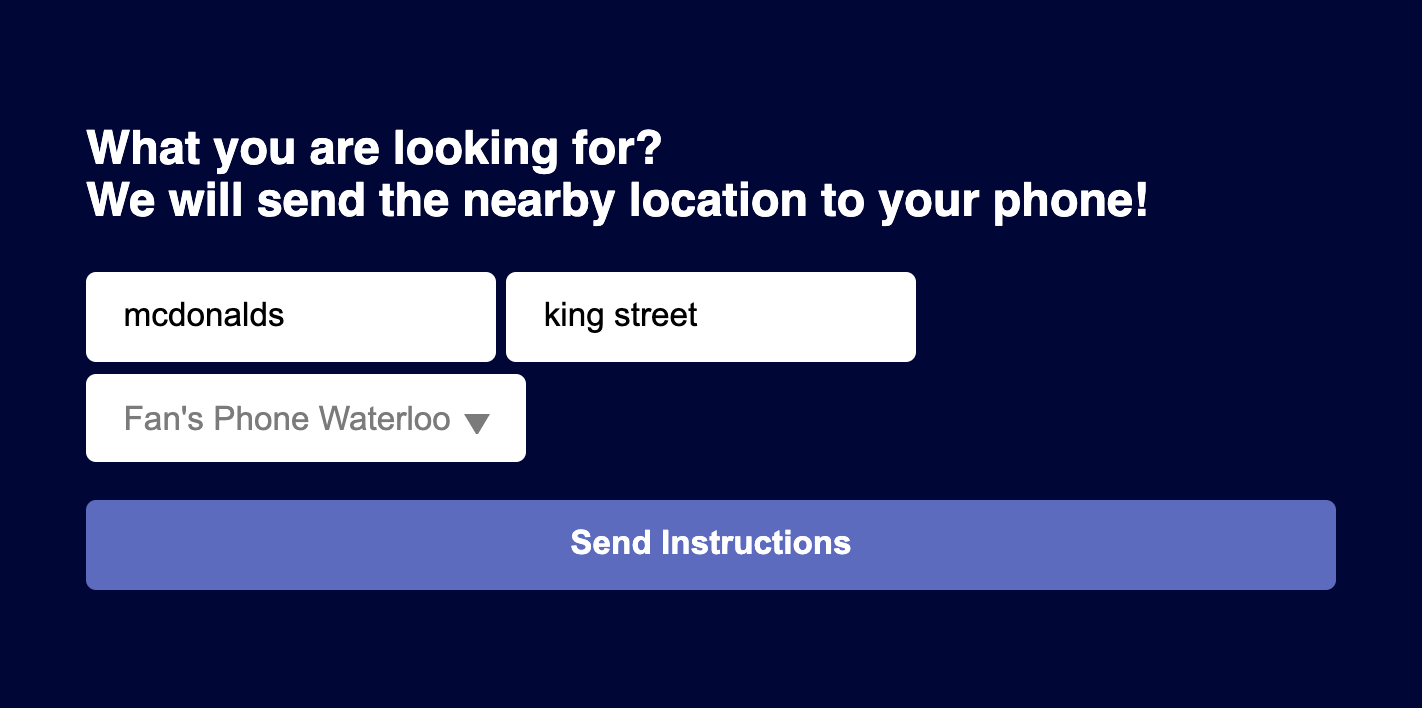 What you are looking for?
We will send the nearby location to your phone!
mcdonalds
king street
Fan's Phone Waterloo
Send Instructions